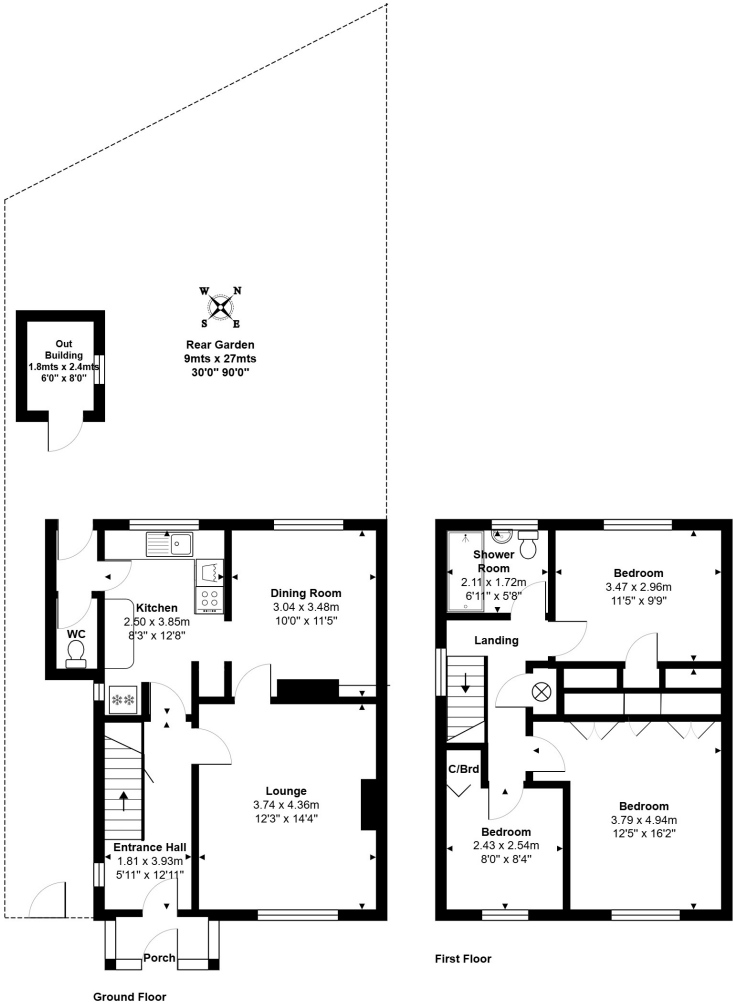 W N
S E
Rear Garden
9mts x 27mts
30'0" 90'0"
Out
Building
1.8mts x 2.4mts
6'0" x 8'0"
Kitchen
2.50 x 3.85m
8'3" x 12'8"
Dining Room
3.04 x 3.48m
10'0" x 11'5"
WC
Lounge
3.74 x 4.36m
12'3" x 14'4"
Entrance Hall
1.81 x 3.93m
5'11" x 12'11"
Porch
Ground Floor
Shower
Room
2.11 x 1.72m
6'11" x 5'8"
Bedroom
3.47 x 2.96m
11'5" x 9'9"
Landing
C/Brd
Bedroom
3.79 x 4.94m
12'5" x 16'2"
Bedroom
2.43 x 2.54m
8'0" x 8'4"
First Floor